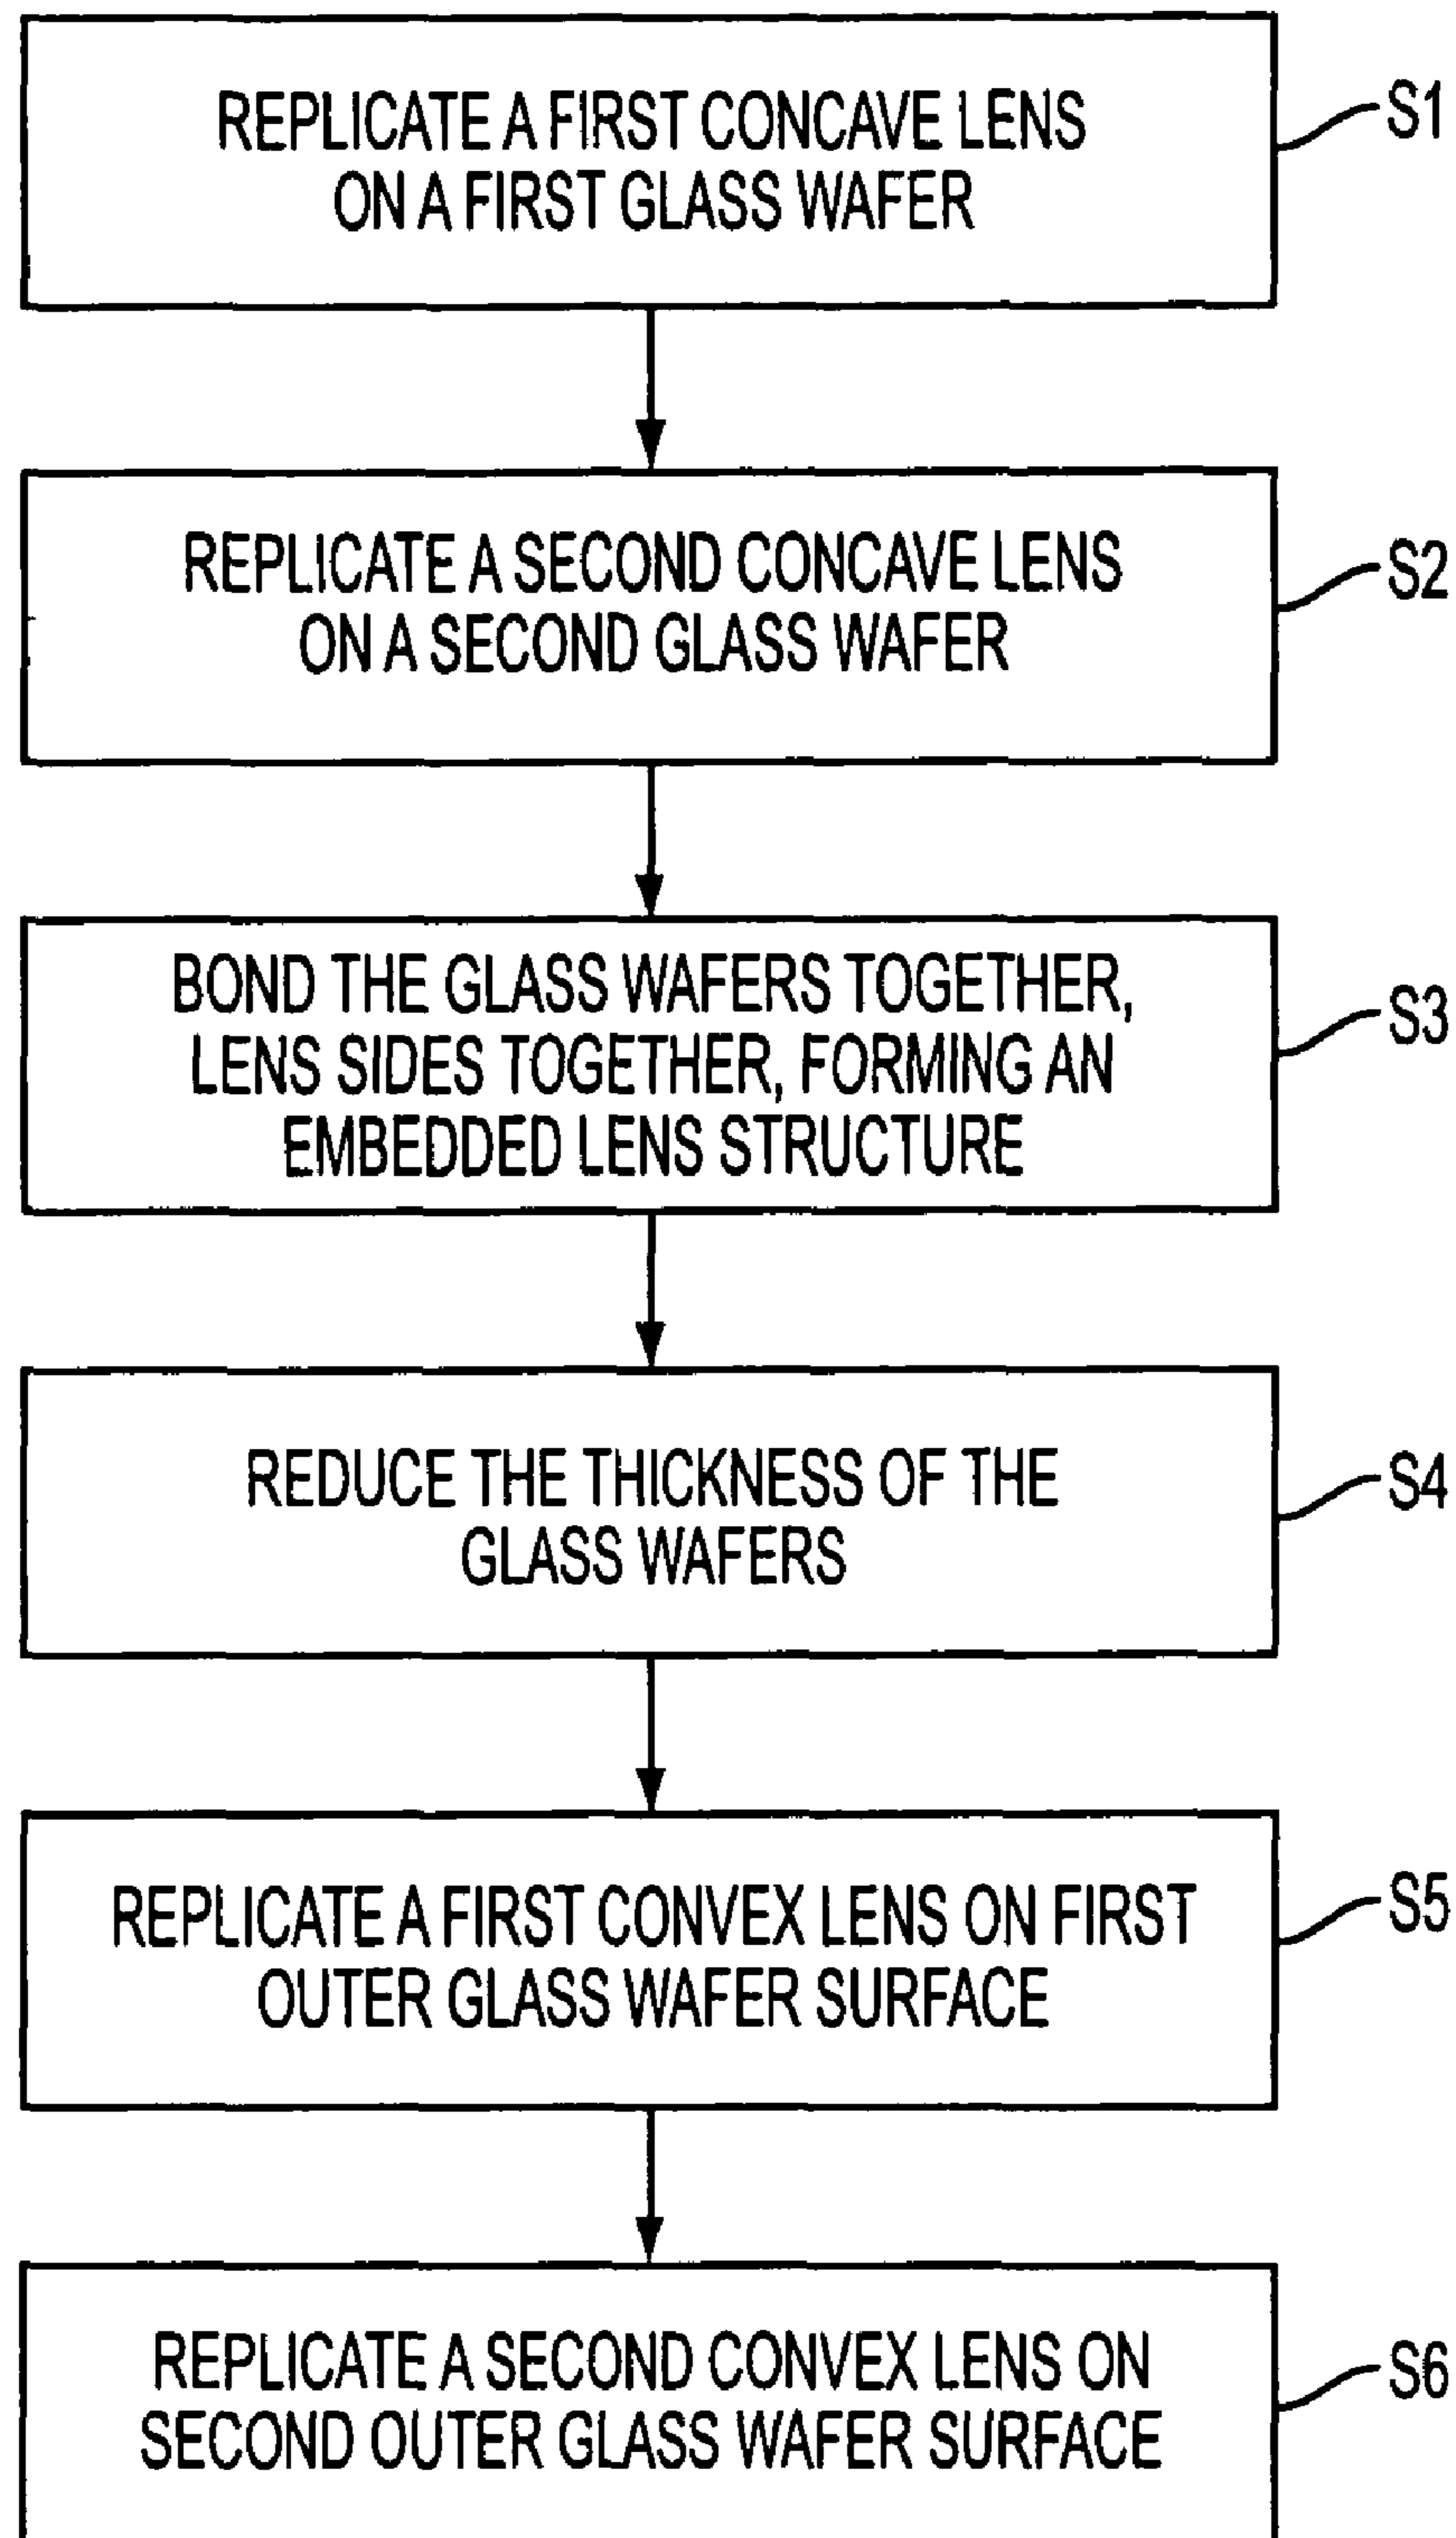 REPLICATE A FIRST CONCAVE LENS
ON A FIRST GLASS WAFER
S1
REPLICATE A SECOND CONCAVE LENS
ON A SECOND GLASS WAFER
S2
BOND THE GLASS WAFERS TOGETHER,
LENS SIDES TOGETHER, FORMING AN
EMBEDDED LENS STRUCTURE
S3
REDUCE THE THICKNESS OF THE
GLASS WAFERS
S4
REPLICATE A FIRST CONVEX LENS ON FIRST
OUTER GLASS WAFER SURFACE
S5
REPLICATE A SECOND CONVEX LENS ON
SECOND OUTER GLASS WAFER SURFACE
S6